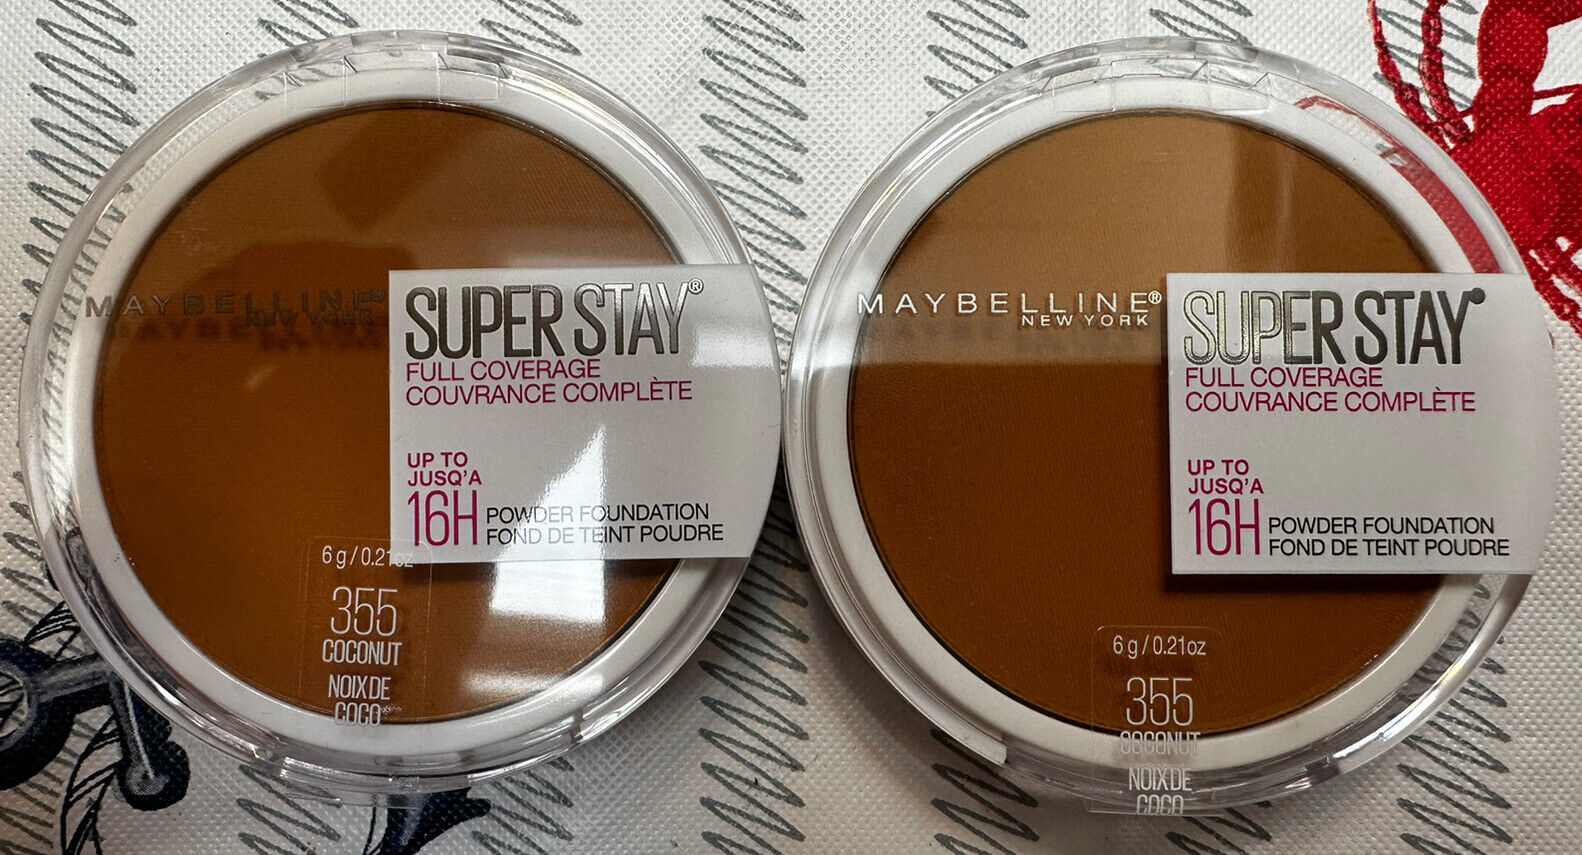 MAYBELLINE®
NEW YORK
SUPER STAY®
FULL COVERAGE
COUVRANCE COMPLÈTE
UP TO
JUSQ'A
16H POWDER FOUNDATION
FOND DE TEINT POUDRE
6 g / 0.21oz
355
COCONUT
NOIX DE
COCO
MAYBELLINE®
NEW YORK
SUPER STAY®
FULL COVERAGE
COUVRANCE COMPLÈTE
UP TO
JUSQ'A
16H POWDER FOUNDATION
FOND DE TEINT POUDRE
6 g / 0.21oz
355
COCONUT
NOIX DE
COCO